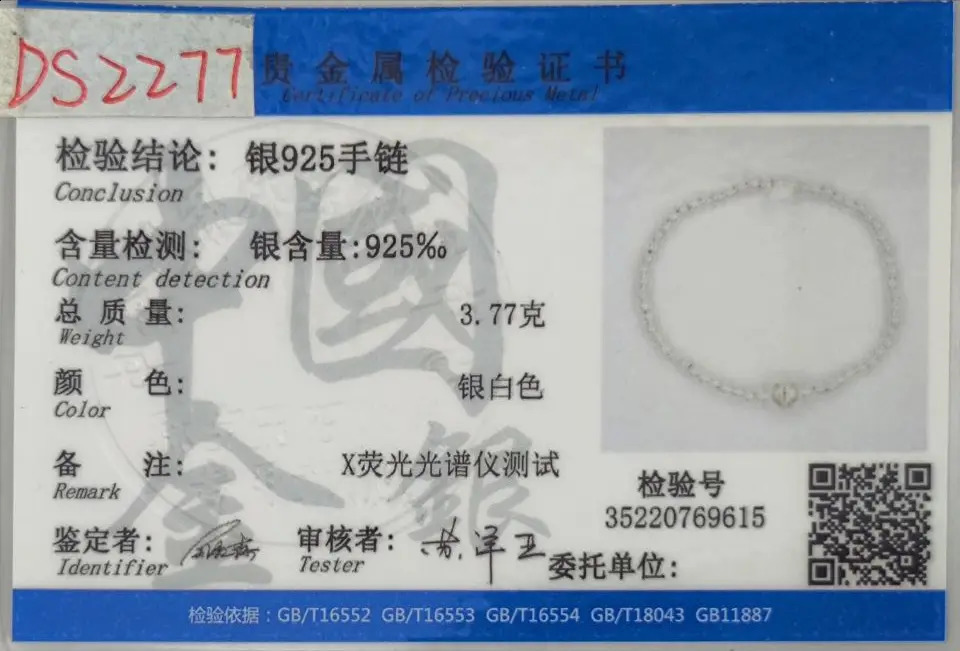 DS2277
贵金属检验证书
Certificate of Precious Metal
检验结论: 银925手链
Conclusion
含量检测: 银含量:925‰
Content detection
总质量: 3.77克
Weight
颜色: 银白色
Color
备注: X荧光光谱仪测试
Remark
鉴定者: 审核者:
Identifier Tester
检验号
35220769615
委托单位:
检验依据：GB/T16552 GB/T16553 GB/T16554 GB/T18043 GB11887
中國
金銀